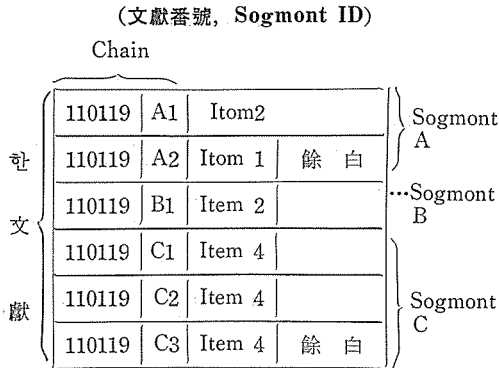 (文獻番號, Sogmont ID)
Chain
110119 A1 Itom2
110119 A2 Itom 1 餘 白
110119 B1 Item 2
110119 C1 Item 4
110119 C2 Item 4
110119 C3 Item 4 餘 白
한
文
獻
Sogmont
A
…Sogmont
B
Sogmont
C